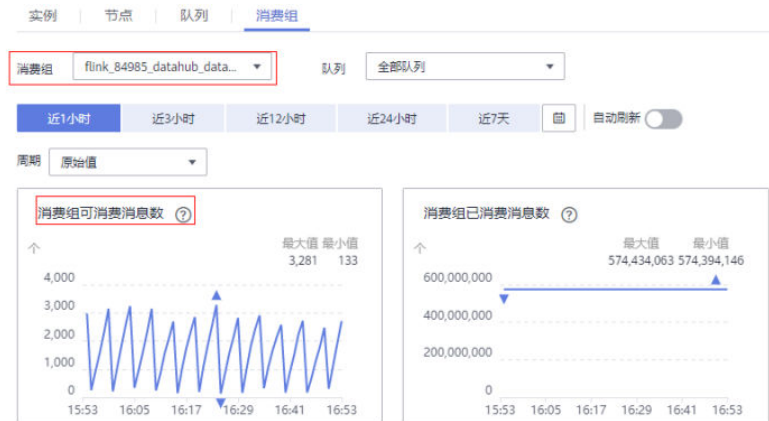 实例 节点 队列 消费组
消费组 flink_84985_datahub_data... 队列 全部队列
近1小时 近3小时 近12小时 近24小时 近7天 自动刷新
周期 原始值
消费组可消费消息数 ?
个 最大值 最小值
3,281 133
4,000
3,000
2,000
1,000
0
15:53 16:05 16:17 16:29 16:41 16:53
消费组已消费消息数 ?
个 最大值 最小值
574,434,063 574,394,146
600,000,000
400,000,000
200,000,000
0
15:53 16:05 16:17 16:29 16:41 16:53